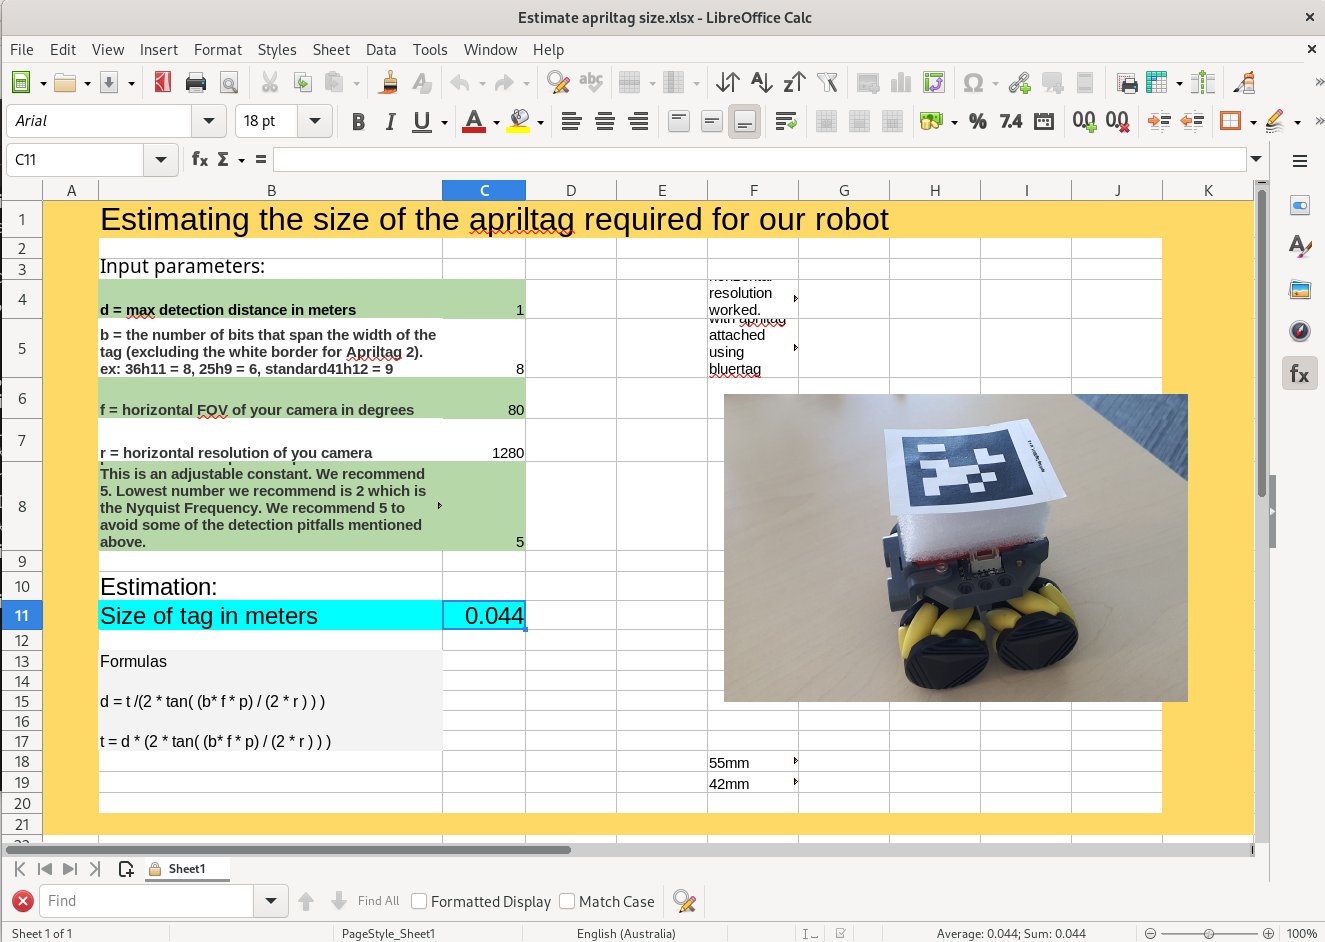 Estimate apriltag size.xlsx - LibreOffice Calc
File Edit View Insert Format Styles Sheet Data Tools Window Help
Arial
18 pt
B I U A
7.4
C11
A B C D E F G H I J K
1 Estimating the size of the apriltag required for our robot
2
3 Input parameters:
resolution
4 d = max detection distance in meters 1 worked.
with apriltag
b = the number of bits that span the width of the attached
5 tag (excluding the white border for Apriltag 2). using
ex: 36h11 = 8, 25h9 = 6, standard41h12 = 9 8 bluertag
6 f = horizontal FOV of your camera in degrees 80
7 r = horizontal resolution of you camera 1280
This is an adjustable constant. We recommend
5. Lowest number we recommend is 2 which is
8 the Nyquist Frequency. We recommend 5 to
avoid some of the detection pitfalls mentioned
above. 5
9
10 Estimation:
11 Size of tag in meters 0.044
12
13 Formulas
14
15 d = t /(2 * tan( (b* f * p) / (2 * r ) ) )
16
17 t = d * (2 * tan( (b* f * p) / (2 * r ) ) )
18 55mm
19 42mm
20
21
Sheet1
Find Find All Formatted Display Match Case
Sheet 1 of 1 PageStyle_Sheet1 English (Australia) Average: 0.044; Sum: 0.044 100%